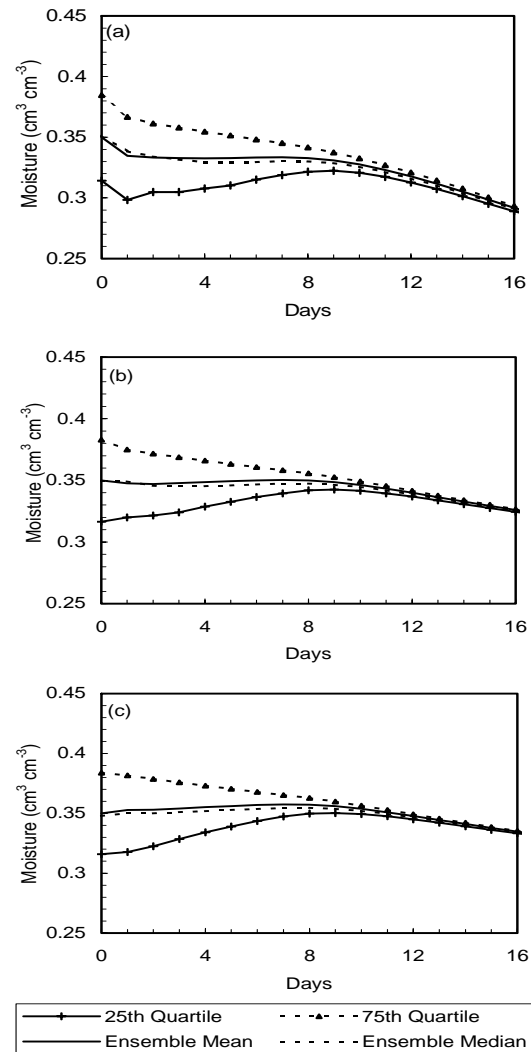 (a)
0.45
0.4
0.35
0.3
0.25
Moisture (cm³ cm⁻³)
0 4 8 12 16
Days
(b)
0.45
0.4
0.35
0.3
0.25
Moisture (cm³ cm⁻³)
0 4 8 12 16
Days
(c)
0.45
0.4
0.35
0.3
0.25
Moisture (cm³ cm⁻³)
0 4 8 12 16
Days
25th Quartile 75th Quartile
Ensemble Mean Ensemble Median